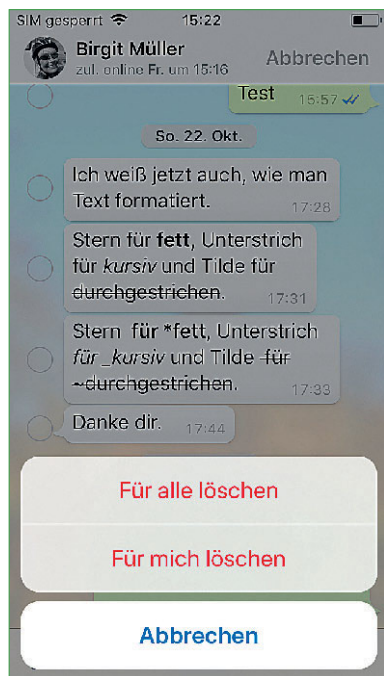 SIM gesperrt 15:22
Birgit Müller
zul. online Fr. um 15:16
Abbrechen
Test 15:57
So. 22. Okt.
Ich weiß jetzt auch, wie man
Text formatiert. 17:28
Stern für fett, Unterstrich
für kursiv und Tilde für
durchgestrichen. 17:31
Stern für *fett, Unterstrich
für _kursiv und Tilde für
~durchgestrichen. 17:33
Danke dir. 17:44
Für alle löschen
Für mich löschen
Abbrechen